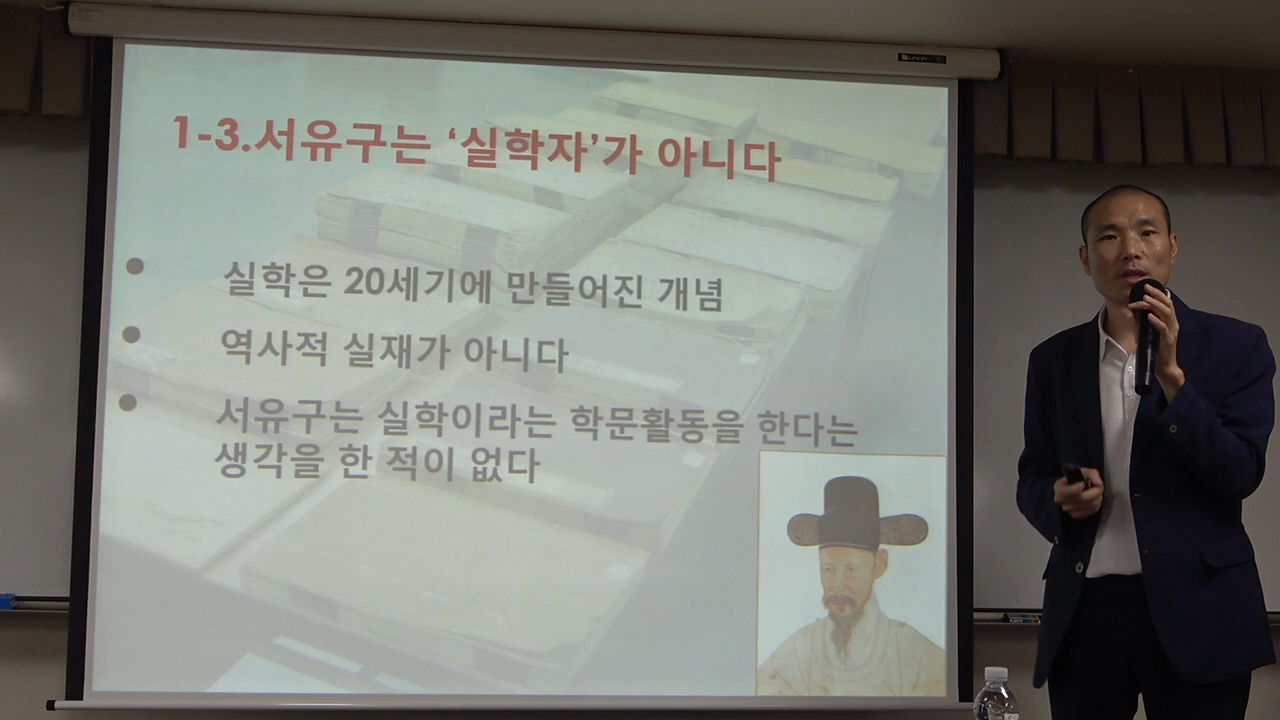 1-3.서유구는 ‘실학자’가 아니다
● 실학은 20세기에 만들어진 개념
● 역사적 실재가 아니다
● 서유구는 실학이라는 학문활동을 한다는
생각을 한 적이 없다